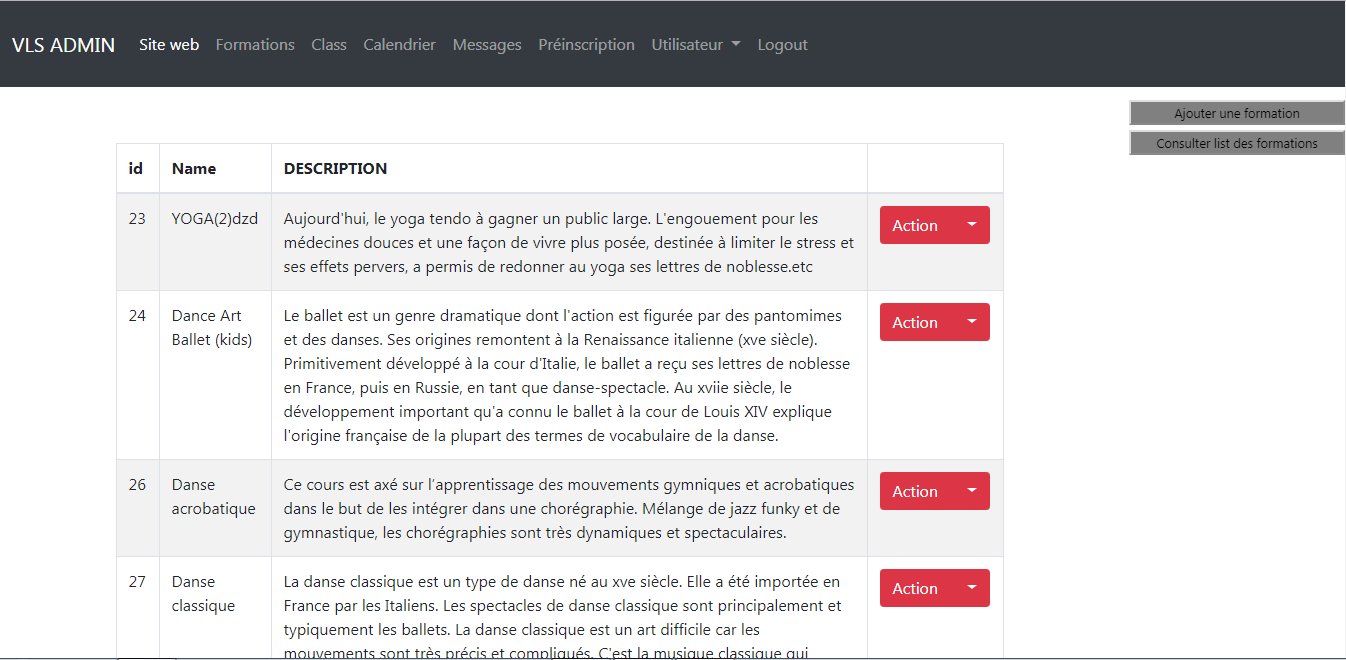 VLS ADMIN Site web Formations Class Calendrier Messages Préinscription Utilisateur Logout
Ajouter une formation
Consulter list des formations
id Name DESCRIPTION
23 YOGA(2)dzd Aujourd'hui, le yoga tendo à gagner un public large. L'engouement pour les Action
médecines douces et une façon de vivre plus posée, destinée à limiter le stress et
ses effets pervers, a permis de redonner au yoga ses lettres de noblesse.etc
24 Dance Art Le ballet est un genre dramatique dont l'action est figurée par des pantomimes Action
Ballet (kids) et des danses. Ses origines remontent à la Renaissance italienne (xve siècle).
Primitivement développé à la cour d'Italie, le ballet a reçu ses lettres de noblesse
en France, puis en Russie, en tant que danse-spectacle. Au xviie siècle, le
développement important qu'a connu le ballet à la cour de Louis XIV explique
l'origine française de la plupart des termes de vocabulaire de la danse.
26 Danse Ce cours est axé sur l'apprentissage des mouvements gymniques et acrobatiques Action
acrobatique dans le but de les intégrer dans une chorégraphie. Mélange de jazz funky et de
gymnastique, les chorégraphies sont très dynamiques et spectaculaires.
27 Danse La danse classique est un type de danse né au xve siècle. Elle a été importée en Action
classique France par les Italiens. Les spectacles de danse classique sont principalement et
typiquement les ballets. La danse classique est un art difficile car les
mouvements sont très précis et compliqués. C'est la musique classique qui